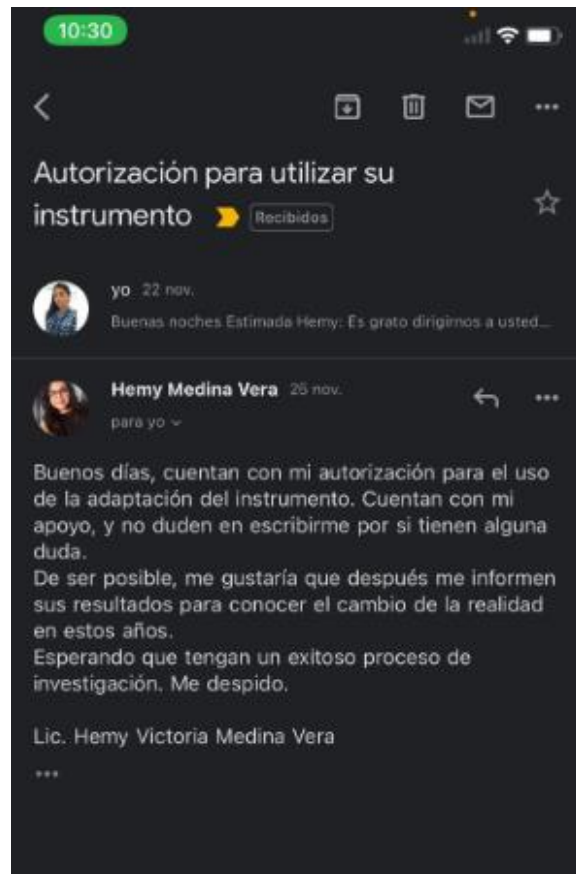 10:30
Autorización para utilizar su
instrumento Recibidos
yo 22 nov.
Buenas noches Estimada Hemy: Es grato dirigirnos a usted...
Hemy Medina Vera 26 nov.
para yo
Buenos días, cuentan con mi autorización para el uso
de la adaptación del instrumento. Cuentan con mi
apoyo, y no duden en escribirme por si tienen alguna
duda.
De ser posible, me gustaría que después me informen
sus resultados para conocer el cambio de la realidad
en estos años.
Esperando que tengan un exitoso proceso de
investigación. Me despido.
Lic. Hemy Victoria Medina Vera